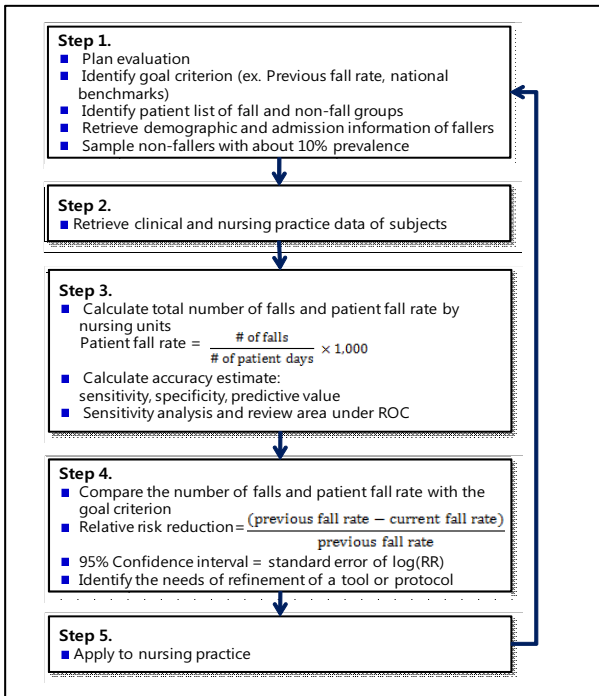 Step 1.
■ Plan evaluation
■ Identify goal criterion (ex. Previous fall rate, national
benchmarks)
■ Identify patient list of fall and non-fall groups
■ Retrieve demographic and admission information of fallers
■ Sample non-fallers with about 10% prevalence
Step 2.
■ Retrieve clinical and nursing practice data of subjects
Step 3.
■ Calculate total number of falls and patient fall rate by
nursing units
Patient fall rate = # of falls / # of patient days × 1,000
■ Calculate accuracy estimate:
sensitivity, specificity, predictive value
■ Sensitivity analysis and review area under ROC
Step 4.
■ Compare the number of falls and patient fall rate with the
goal criterion
■ Relative risk reduction= (previous fall rate − current fall rate) / previous fall rate
■ 95% Confidence interval = standard error of log(RR)
■ Identify the needs of refinement of a tool or protocol
Step 5.
■ Apply to nursing practice